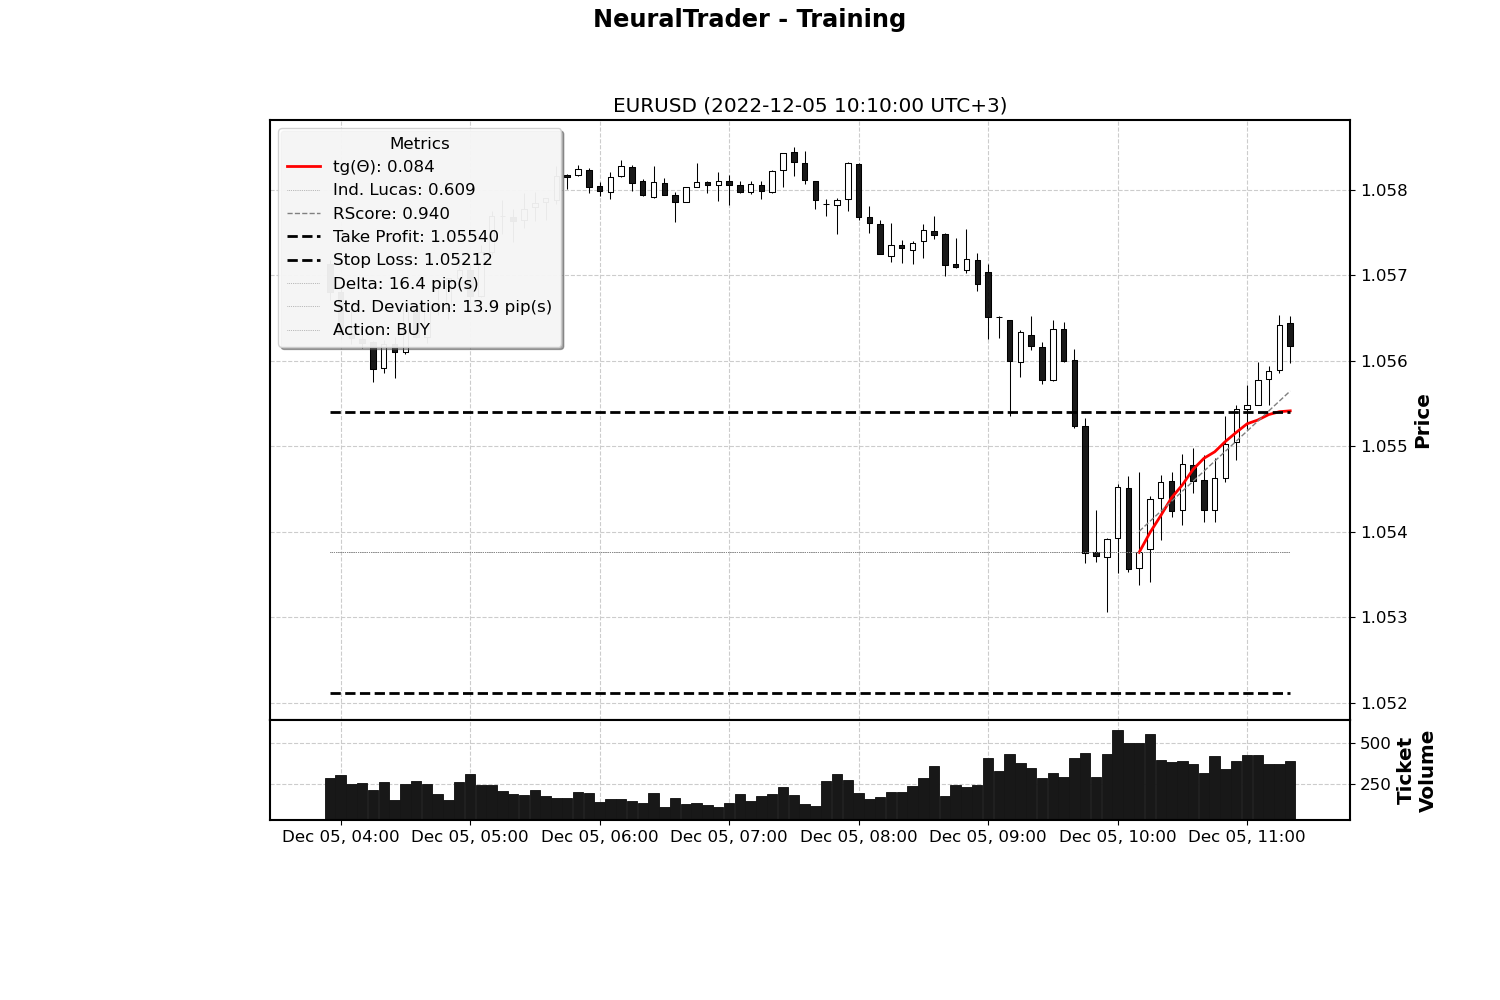 NeuralTrader - Training
EURUSD (2022-12-05 10:10:00 UTC+3)
Metrics
tg(Θ): 0.084
Ind. Lucas: 0.609
RScore: 0.940
Take Profit: 1.05540
Stop Loss: 1.05212
Delta: 16.4 pip(s)
Std. Deviation: 13.9 pip(s)
Action: BUY
1.058
1.057
1.056
1.055
1.054
1.053
1.052
Price
500
250
Ticket
Volume
Dec 05, 04:00
Dec 05, 05:00
Dec 05, 06:00
Dec 05, 07:00
Dec 05, 08:00
Dec 05, 09:00
Dec 05, 10:00
Dec 05, 11:00